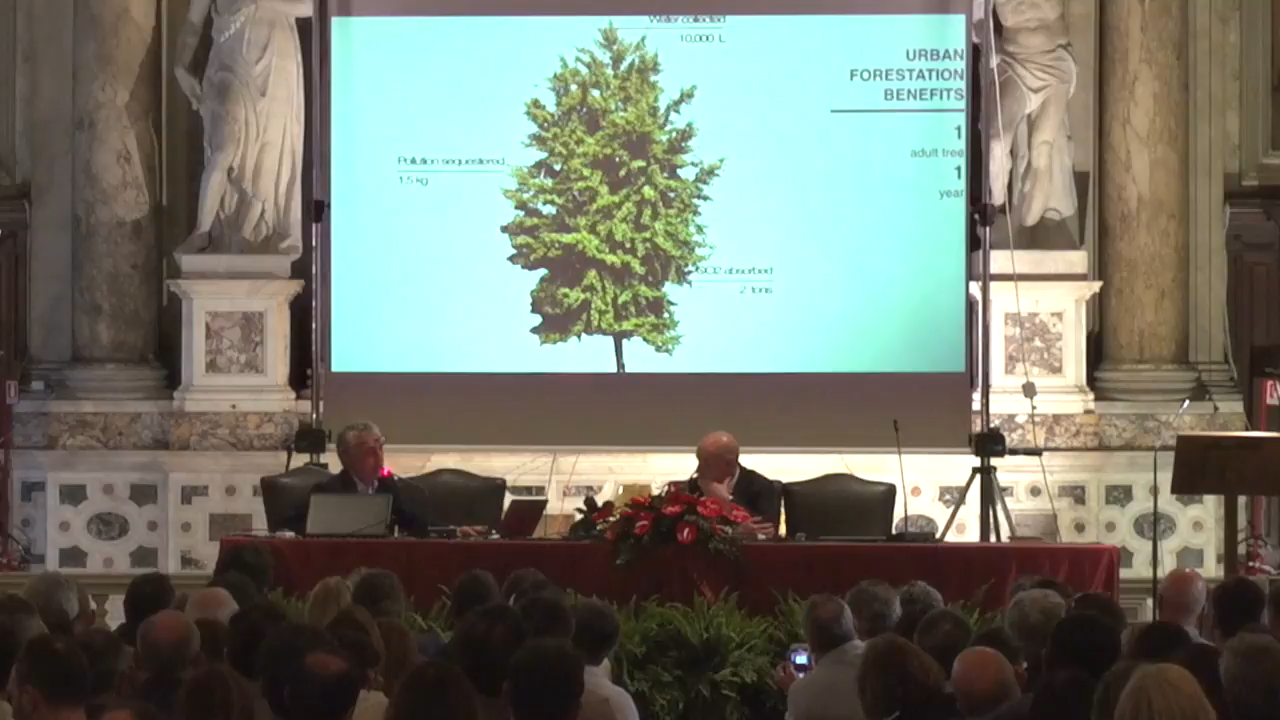 Water collected
10,000 L
URBAN
FORESTATION
BENEFITS
1
adult tree
1
year
Pollution sequestered
1.5 kg
CO2 absorbed
2 tons